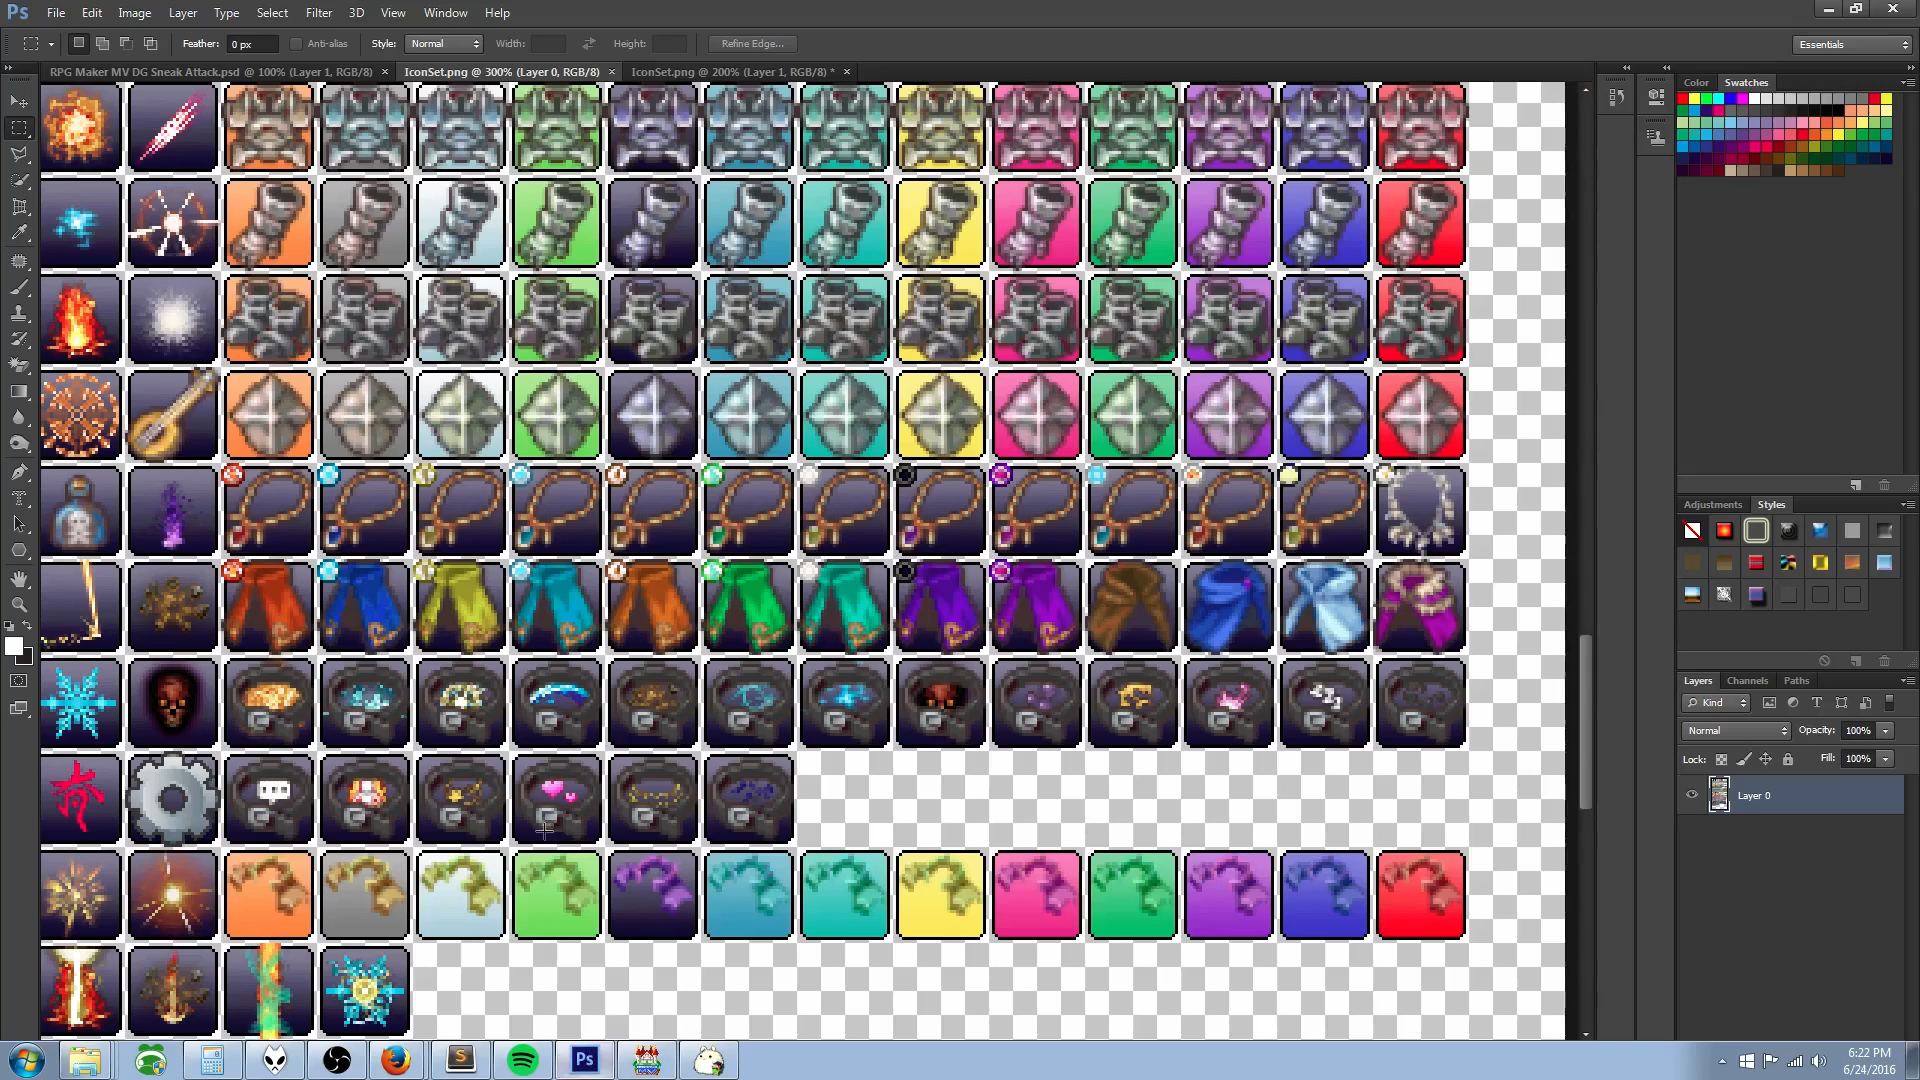 Ps File Edit Image Layer Type Select Filter 3D View Window Help
Feather: 0 px Anti-alias Style: Normal Width: Height: Refine Edge... Essentials
RPG Maker MV DG Sneak Attack.psd @ 100% (Layer 1, RGB/8) × IconSet.png @ 300% (Layer 0, RGB/8) × IconSet.png @ 200% (Layer 1, RGB/8) * ×
Color Swatches
Adjustments Styles
Layers Channels Paths
Kind
Normal Opacity: 100%
Lock: Fill: 100%
Layer 0
S Ps
6:22 PM
6/24/2016